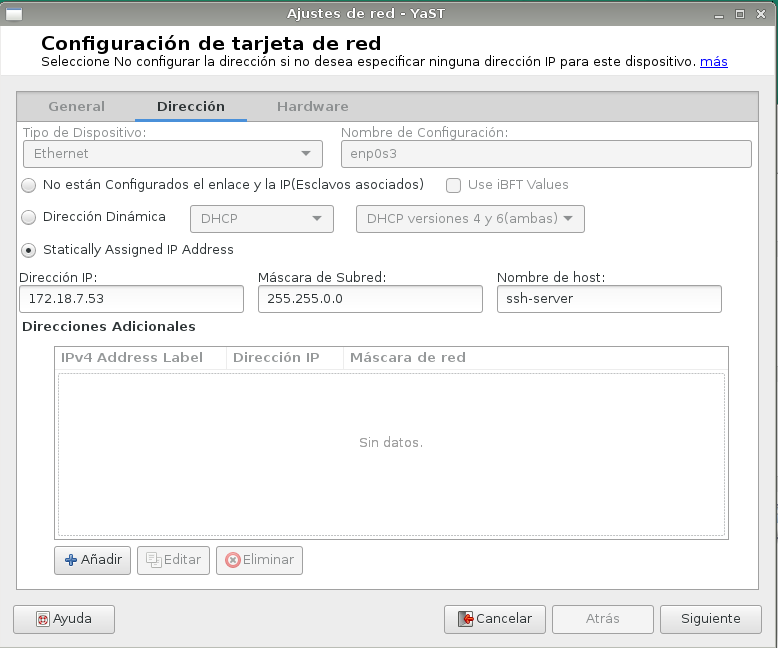 Ajustes de red - YaST
Configuración de tarjeta de red
Seleccione No configurar la dirección si no desea especificar ninguna dirección IP para este dispositivo. más
General Dirección Hardware
Tipo de Dispositivo: Nombre de Configuración:
Ethernet enp0s3
No están Configurados el enlace y la IP(Esclavos asociados) Use iBFT Values
Dirección Dinámica DHCP DHCP versiones 4 y 6(ambas)
Statically Assigned IP Address
Dirección IP: Máscara de Subred: Nombre de host:
172.18.7.53 255.255.0.0 ssh-server
Direcciones Adicionales
IPv4 Address Label Dirección IP Máscara de red
Sin datos.
Añadir Editar Eliminar
Ayuda Cancelar Atrás Siguiente